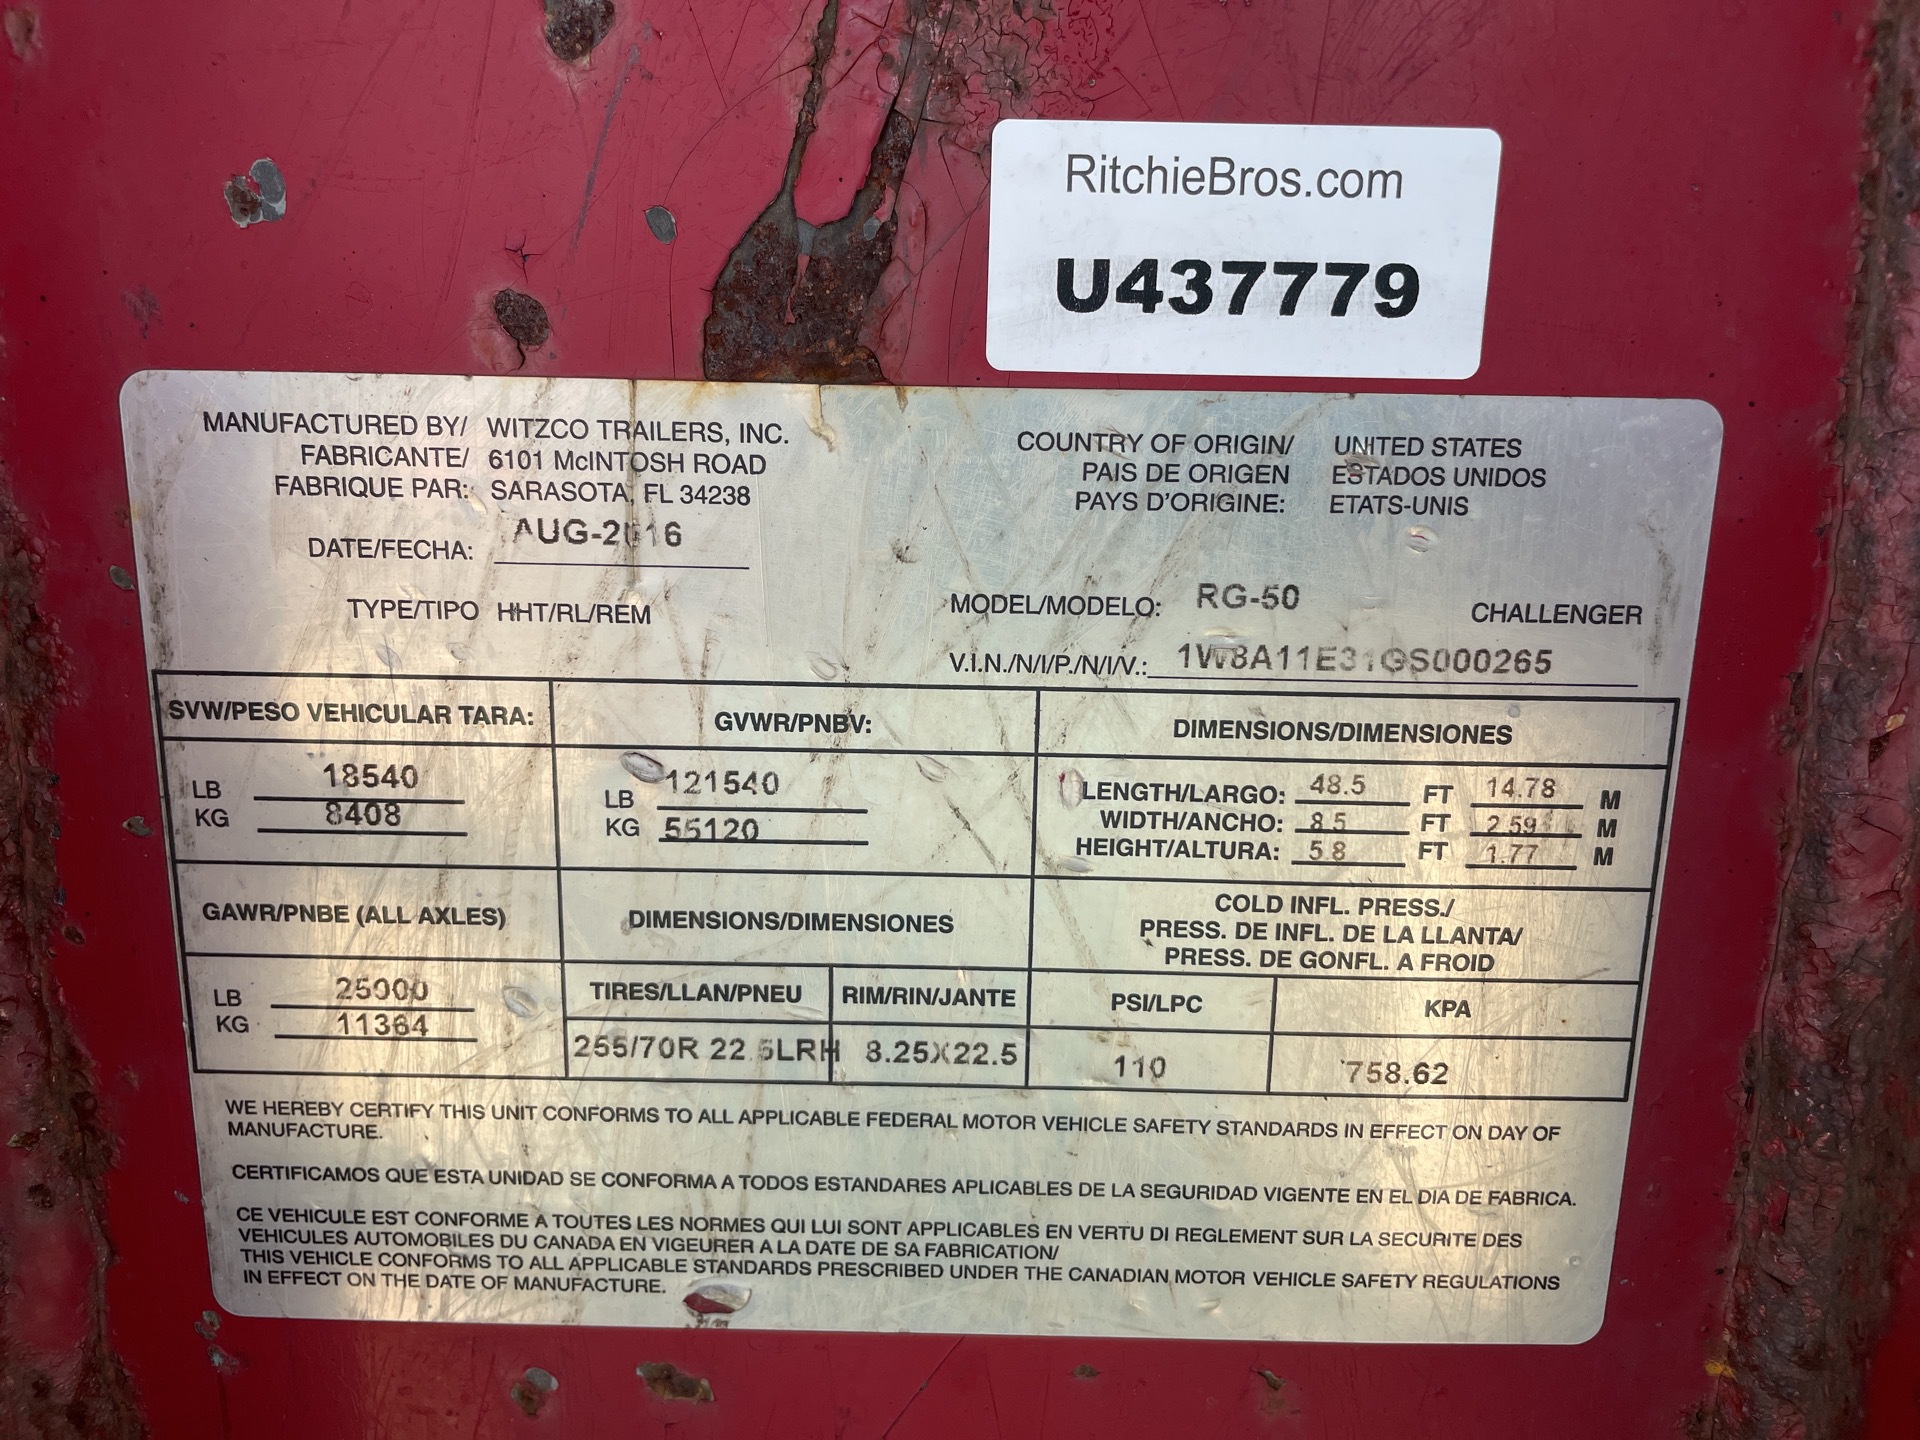 RitchieBros.com
U437779
MANUFACTURED BY/ WITZCO TRAILERS, INC.
FABRICANTE/ 6101 McINTOSH ROAD
FABRIQUE PAR: SARASOTA, FL 34238
DATE/FECHA: AUG-2016
TYPE/TIPO HHT/RL/REM
COUNTRY OF ORIGIN/ UNITED STATES
PAIS DE ORIGEN ESTADOS UNIDOS
PAYS D'ORIGINE: ETATS-UNIS
MODEL/MODELO: RG-50 CHALLENGER
V.I.N./N/I/P./N/I/V.: 1W8A11E31GS000265
SVW/PESO VEHICULAR TARA:
LB 18540
KG 8408
GVWR/PNBV:
LB 121540
KG 55120
DIMENSIONS/DIMENSIONES
LENGTH/LARGO: 48.5 FT 14.78 M
WIDTH/ANCHO: 8.5 FT 2.59 M
HEIGHT/ALTURA: 5.8 FT 1.77 M
GAWR/PNBE (ALL AXLES)
LB 25000
KG 11364
DIMENSIONS/DIMENSIONES
TIRES/LLAN/PNEU RIM/RIN/JANTE
255/70R 22.5LRH 8.25X22.5
COLD INFL. PRESS./
PRESS. DE INFL. DE LA LLANTA/
PRESS. DE GONFL. A FROID
PSI/LPC KPA
110 758.62
WE HEREBY CERTIFY THIS UNIT CONFORMS TO ALL APPLICABLE FEDERAL MOTOR VEHICLE SAFETY STANDARDS IN EFFECT ON DAY OF
MANUFACTURE.
CERTIFICAMOS QUE ESTA UNIDAD SE CONFORMA A TODOS ESTANDARES APLICABLES DE LA SEGURIDAD VIGENTE EN EL DIA DE FABRICA.
CE VEHICULE EST CONFORME A TOUTES LES NORMES QUI LUI SONT APPLICABLES EN VERTU DI REGLEMENT SUR LA SECURITE DES
VEHICULES AUTOMOBILES DU CANADA EN VIGEURER A LA DATE DE SA FABRICATION/
THIS VEHICLE CONFORMS TO ALL APPLICABLE STANDARDS PRESCRIBED UNDER THE CANADIAN MOTOR VEHICLE SAFETY REGULATIONS
IN EFFECT ON THE DATE OF MANUFACTURE.